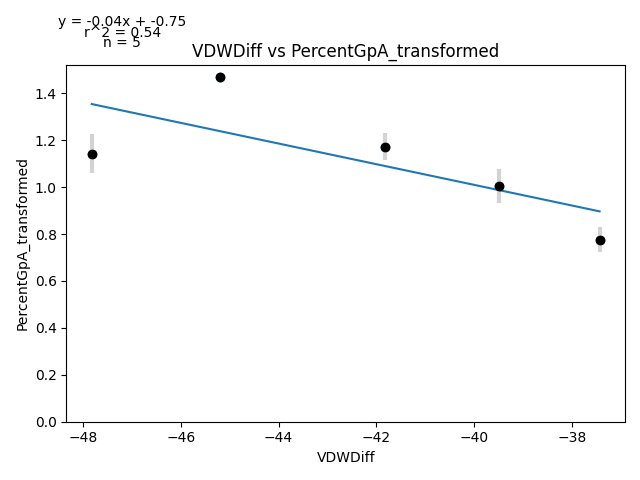 y = -0.04x + -0.75
r^2 = 0.54
n = 5
VDWDiff vs PercentGpA_transformed
PercentGpA_transformed
1.4
1.2
1.0
0.8
0.6
0.4
0.2
0.0
−48 −46 −44 −42 −40 −38
VDWDiff